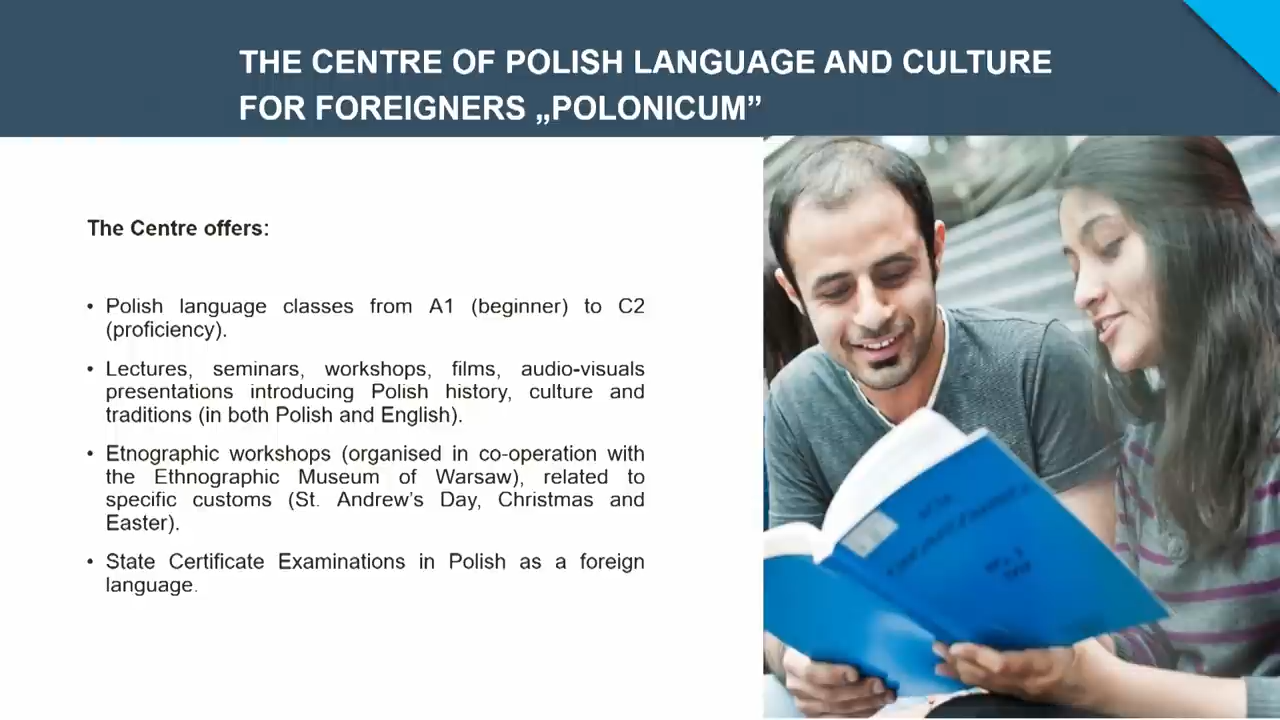 THE CENTRE OF POLISH LANGUAGE AND CULTURE
FOR FOREIGNERS „POLONICUM”
The Centre offers:
• Polish language classes from A1 (beginner) to C2
(proficiency).
• Lectures, seminars, workshops, films, audio-visuals
presentations introducing Polish history, culture and
traditions (in both Polish and English).
• Etnographic workshops (organised in co-operation with
the Ethnographic Museum of Warsaw), related to
specific customs (St. Andrew’s Day, Christmas and
Easter).
• State Certificate Examinations in Polish as a foreign
language.